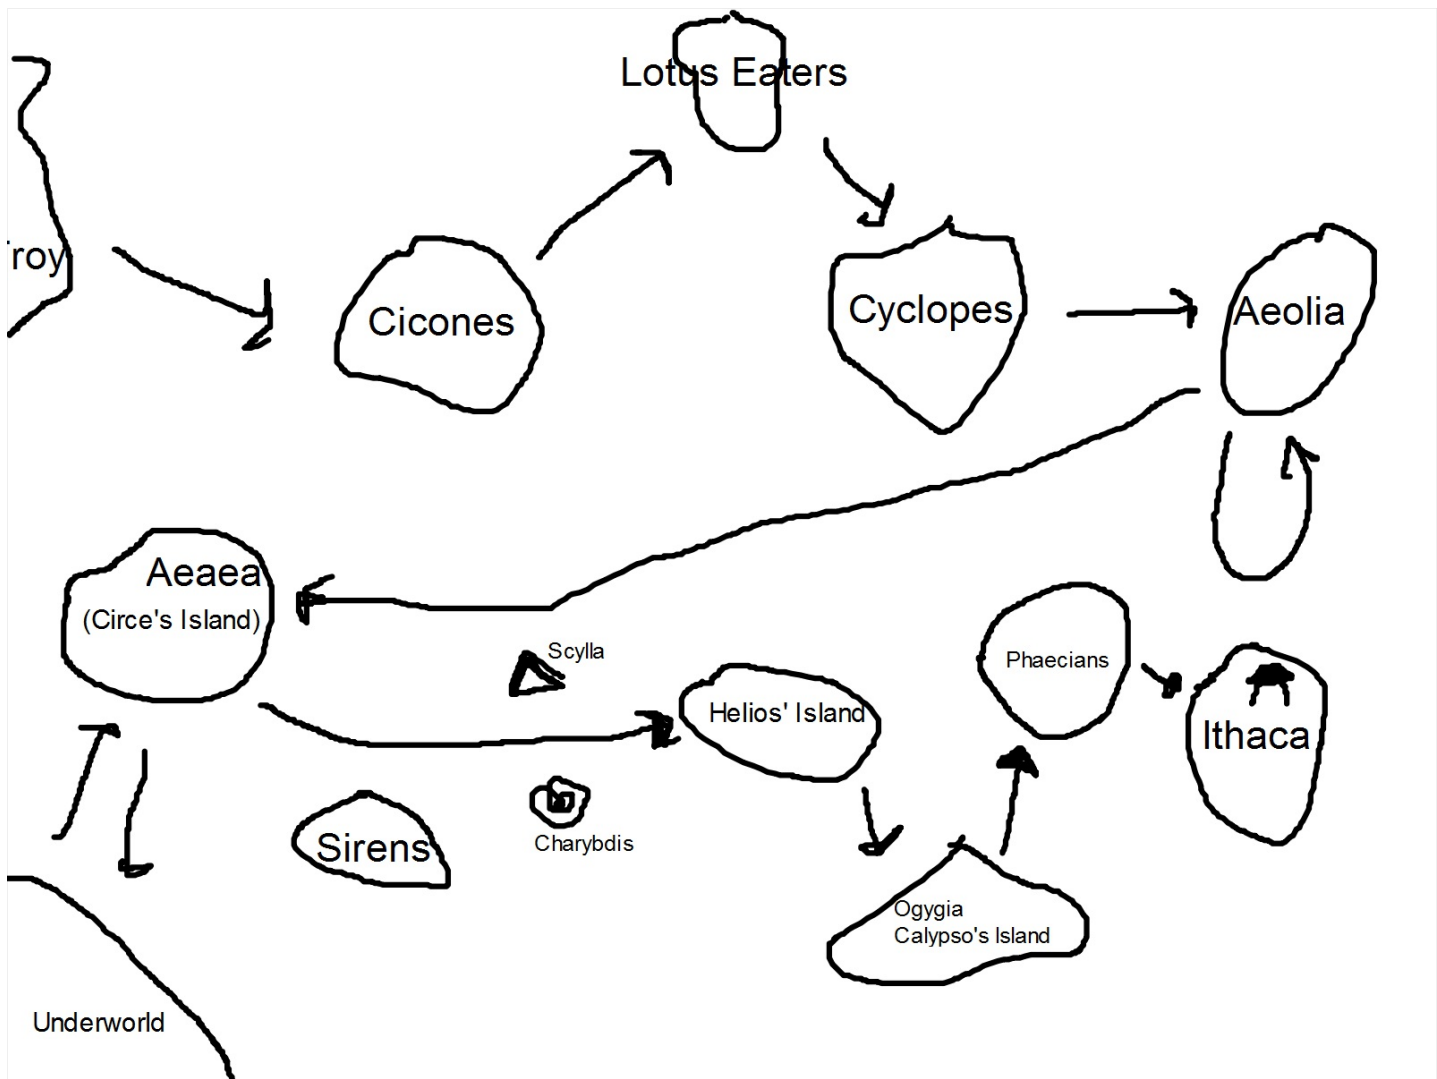 Lotus Eaters
roy
Cicones
Cyclopes
Aeolia
Aeaea
(Circe's Island)
Scylla
Phaecians
Helios' Island
Ithaca
Sirens
Charybdis
Ogygia
Calypso's Island
Underworld